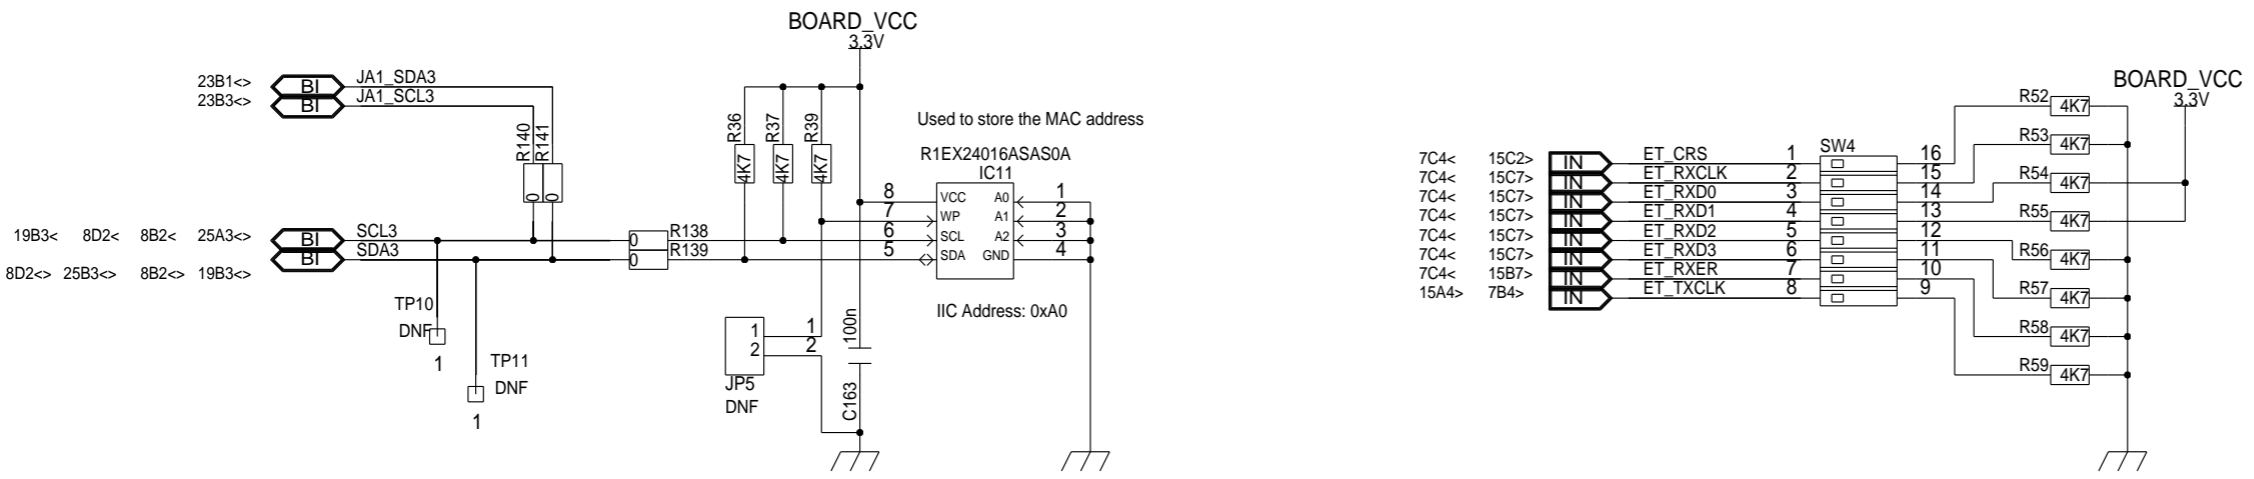 BOARD_VCC
3.3V
23B1<> BI JA1_SDA3
23B3<> BI JA1_SCL3
R140
0
R141
0
R36
4K7
R37
4K7
R39
4K7
Used to store the MAC address
R1EX24016ASAS0A
IC11
8 VCC A0 1
7 WP A1 2
6 SCL A2 3
5 SDA GND 4
IIC Address: 0xA0
19B3< 8D2< 8B2< 25A3<> BI SCL3
0 R138
BI SDA3
0 R139
8D2<> 25B3<> 8B2<> 19B3<>
TP10
DNF
1
TP11
DNF
1
1 1
2 2
JP5
DNF
100n
C163
BOARD_VCC
3.3V
SW4
7C4< 15C2> IN ET_CRS 1 16
7C4< 15C7> IN ET_RXCLK 2 15
7C4< 15C7> IN ET_RXD0 3 14
7C4< 15C7> IN ET_RXD1 4 13
7C4< 15C7> IN ET_RXD2 5 12
7C4< 15C7> IN ET_RXD3 6 11
7C4< 15B7> IN ET_RXER 7 10
15A4> 7B4> IN ET_TXCLK 8 9
R52 4K7
R53 4K7
R54 4K7
R55 4K7
R56 4K7
R57 4K7
R58 4K7
R59 4K7